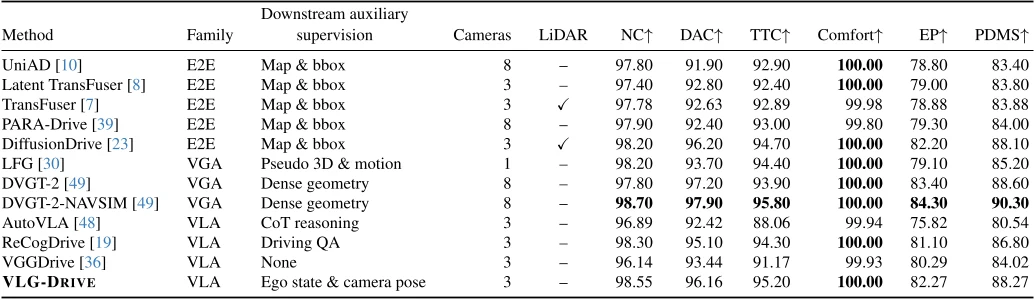 Downstream auxiliary
Method Family supervision Cameras LiDAR NC↑ DAC↑ TTC↑ Comfort↑ EP↑ PDMS↑
UniAD [10] E2E Map & bbox 8 – 97.80 91.90 92.90 100.00 78.80 83.40
Latent TransFuser [8] E2E Map & bbox 3 – 97.40 92.80 92.40 100.00 79.00 83.80
TransFuser [7] E2E Map & bbox 3 ✓ 97.78 92.63 92.89 99.98 78.88 83.88
PARA-Drive [39] E2E Map & bbox 8 – 97.90 92.40 93.00 99.80 79.30 84.00
DiffusionDrive [23] E2E Map & bbox 3 ✓ 98.20 96.20 94.70 100.00 82.20 88.10
LFG [30] VGA Pseudo 3D & motion 1 – 98.20 93.70 94.40 100.00 79.10 85.20
DVGT-2 [49] VGA Dense geometry 8 – 97.80 97.20 93.90 100.00 83.40 88.60
DVGT-2-NAVSIM [49] VGA Dense geometry 8 – 98.70 97.90 95.80 100.00 84.30 90.30
AutoVLA [48] VLA CoT reasoning 3 – 96.89 92.42 88.06 99.94 75.82 80.54
ReCogDrive [19] VLA Driving QA 3 – 98.30 95.10 94.30 100.00 81.10 86.80
VGGDrive [36] VLA None 3 – 96.14 93.44 91.17 99.93 80.29 84.02
VLG-DRIVE VLA Ego state & camera pose 3 – 98.55 96.16 95.20 100.00 82.27 88.27